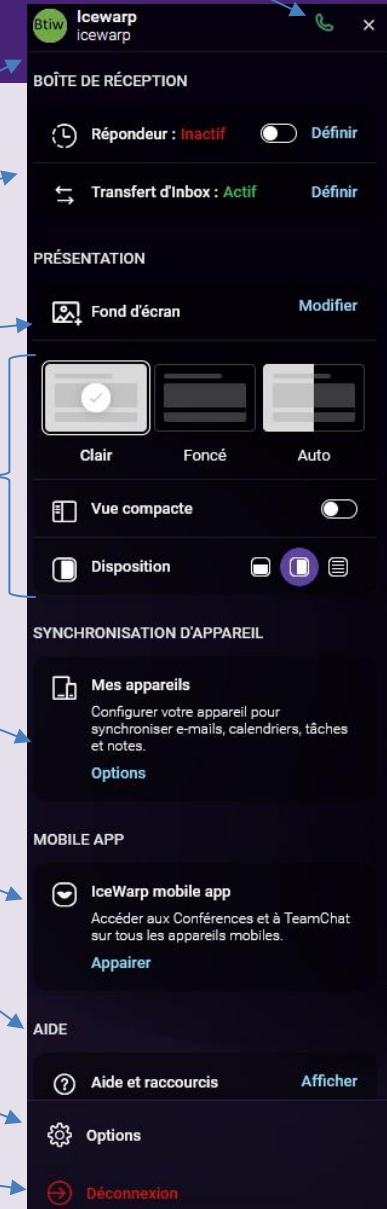 Btiw
Icewarp
icewarp
BOÎTE DE RÉCEPTION
Répondeur : Inactif Définir
Transfert d'Inbox : Actif Définir
PRÉSENTATION
Fond d'écran Modifier
Clair Foncé Auto
Vue compacte
Disposition
SYNCHRONISATION D'APPAREIL
Mes appareils
Configurer votre appareil pour
synchroniser e-mails, calendriers, tâches
et notes.
Options
MOBILE APP
IceWarp mobile app
Accéder aux Conférences et à TeamChat
sur tous les appareils mobiles.
Appairer
AIDE
Aide et raccourcis Afficher
Options
Déconnexion